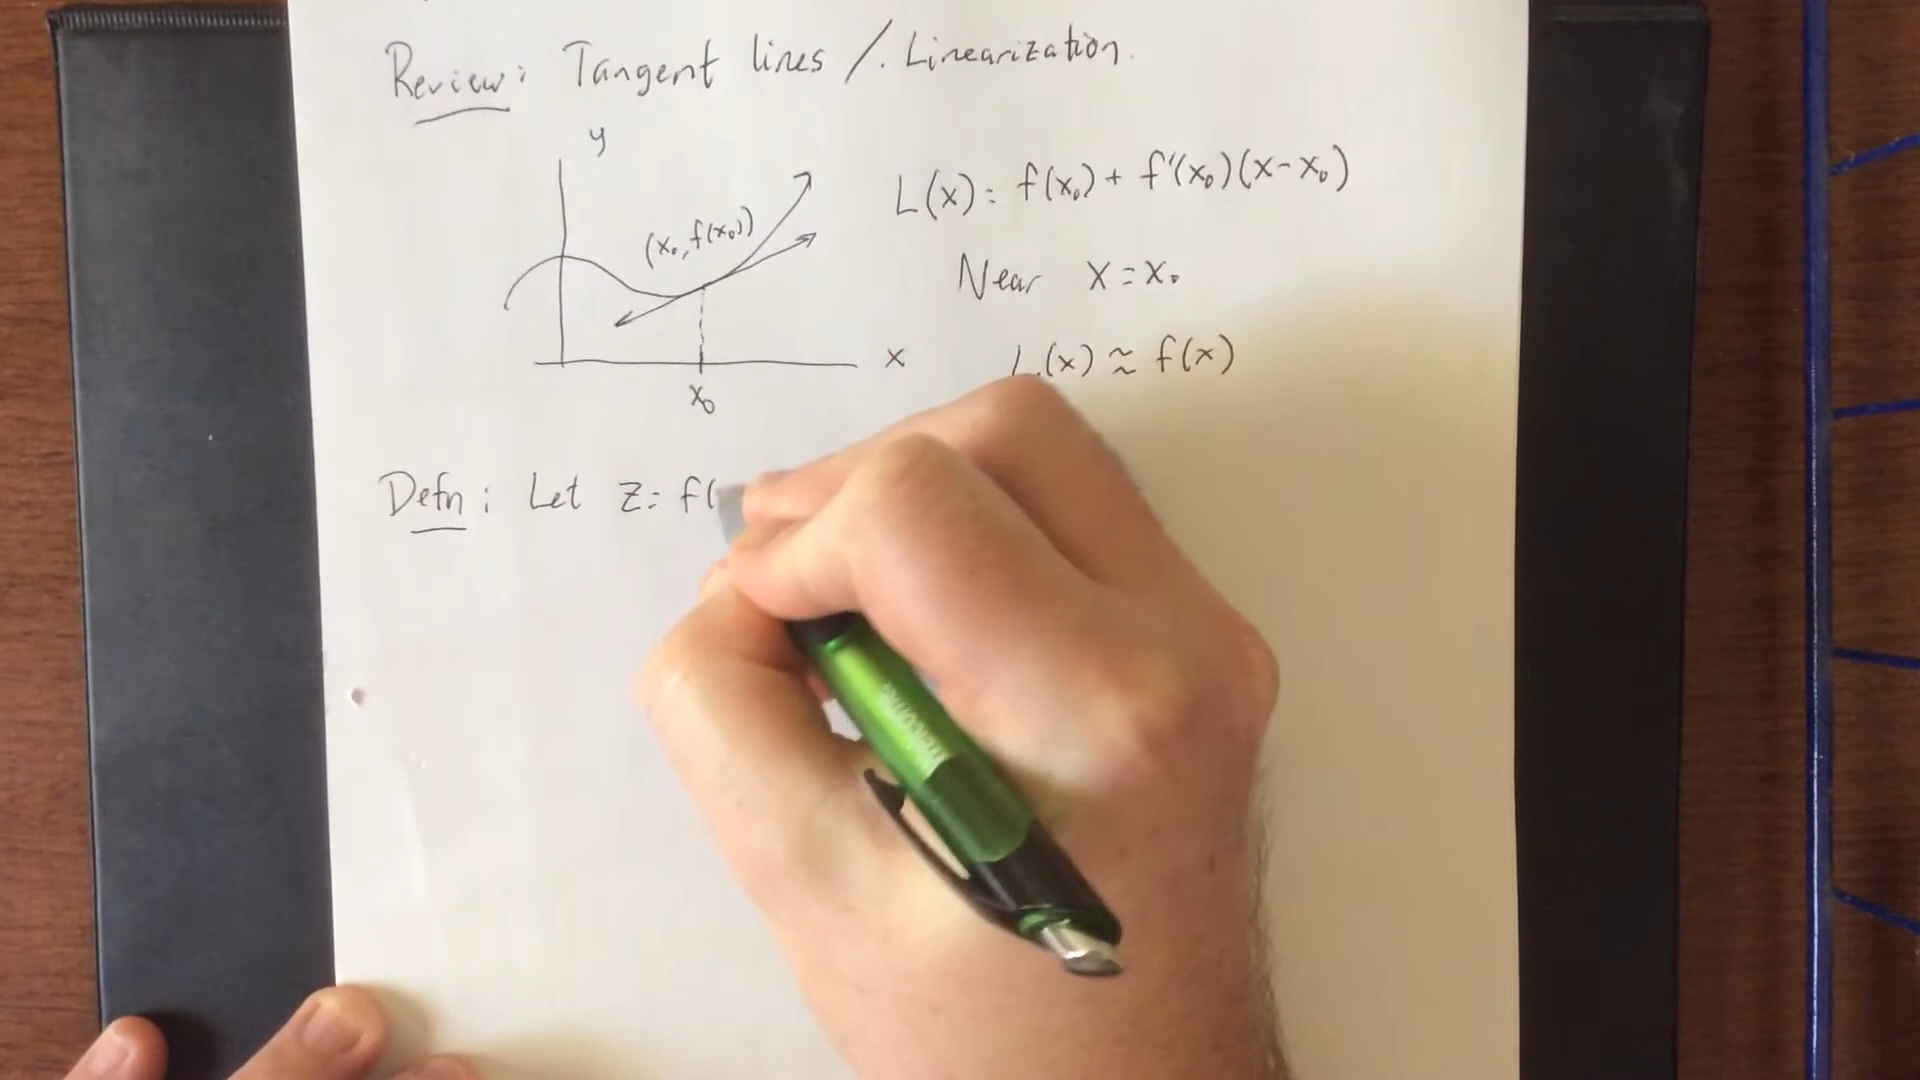 Review: Tangent lines / Linearization.
y
(x₀, f(x₀))
x
x₀
L(x) = f(x₀) + f'(x₀)(x - x₀)
Near x = x₀
L(x) ≈ f(x)
Defn: Let z = f(